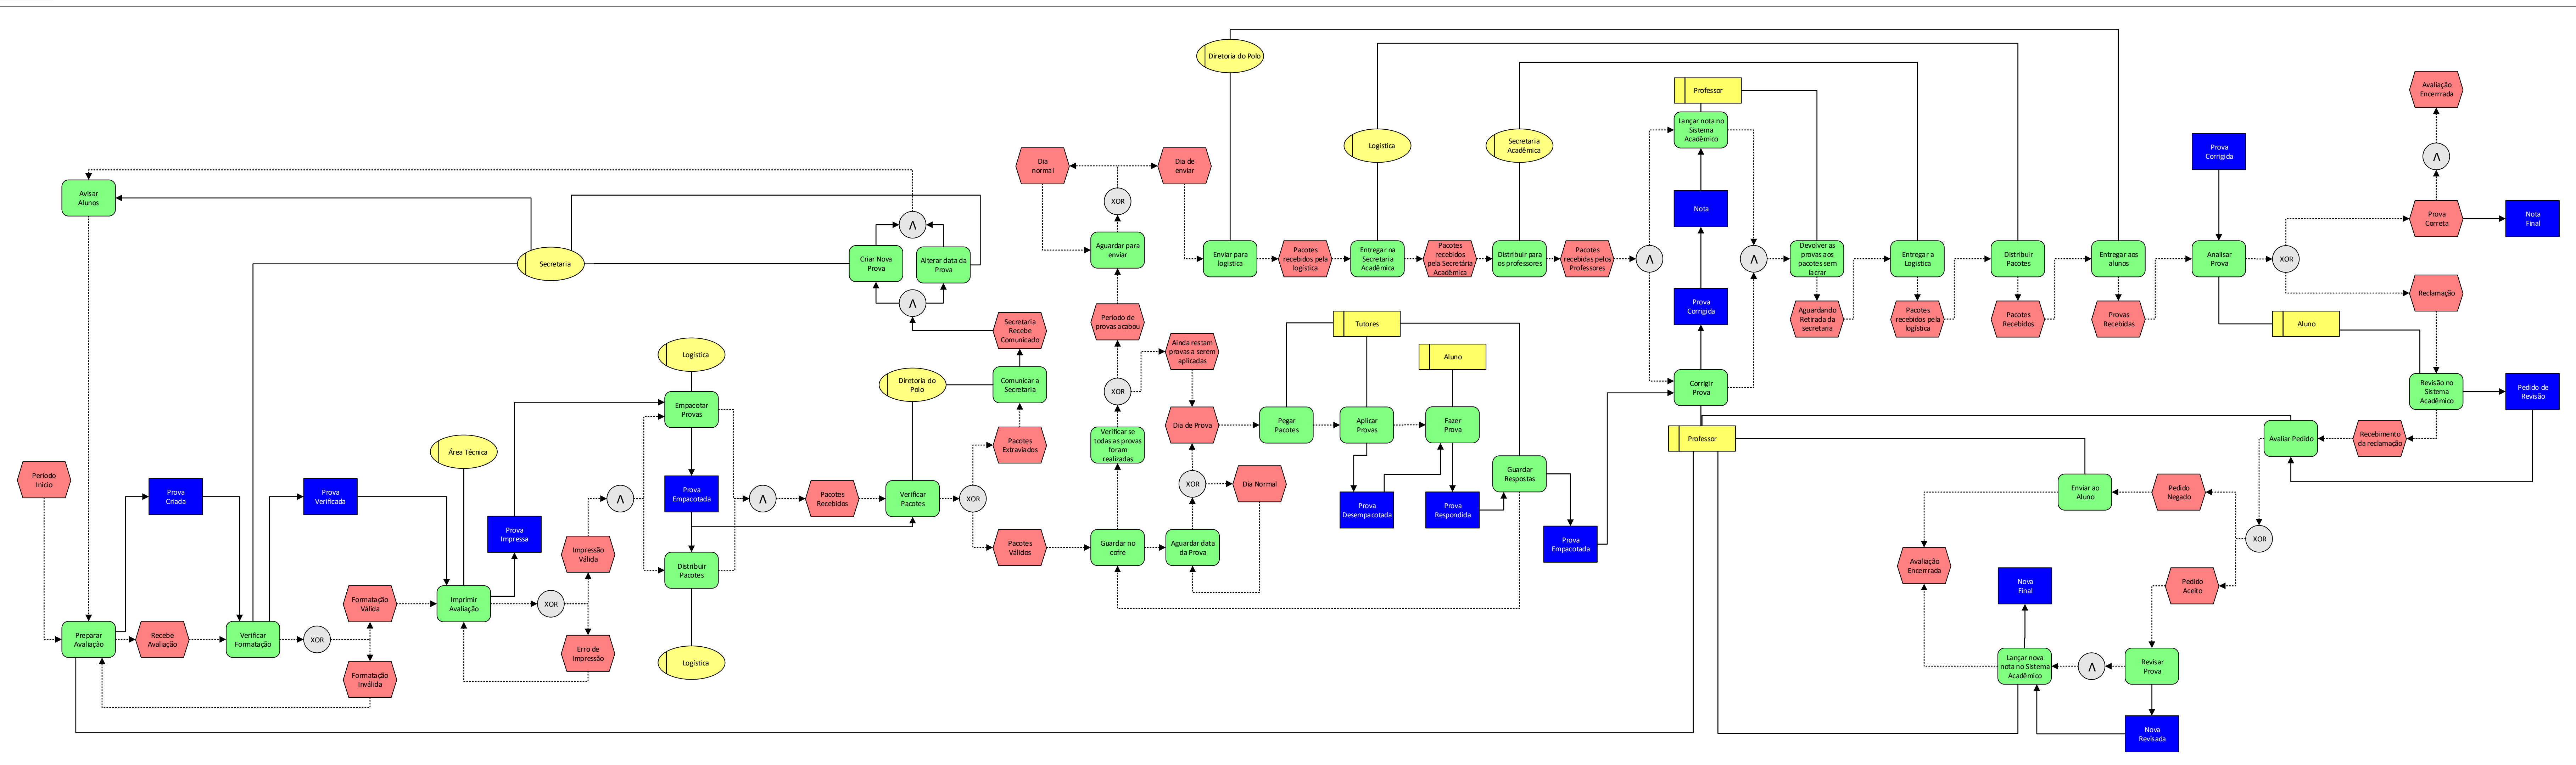 Período
Inicio
Avisar
Alunos
Preparar
Avaliação
Prova
Criada
Recebe
Avaliação
Verificar
Formatação
Prova
Verificada
XOR
Formatação
Válida
Formatação
Inválida
Área Técnica
Imprimir
Avaliação
Prova
Impressa
XOR
Impressão
Válida
Erro de
Impressão
Secretaria
Λ
Logística
Empacotar
Provas
Prova
Empacotada
Distribuir
Pacotes
Logística
Λ
Pacotes
Recebidos
Verificar
Pacotes
Diretoria do
Polo
XOR
Pacotes
Extraviados
Pacotes
Válidos
Comunicar a
Secretaria
Secretaria
Recebe
Comunicado
Λ
Criar Nova
Prova
Alterar data da
Prova
Λ
Guardar no
cofre
Verificar se
todas as provas
foram
realizadas
XOR
Período de
provas acabou
Aguardar para
enviar
XOR
Dia
normal
Dia de
enviar
Ainda restam
provas a serem
aplicadas
Dia de Prova
XOR
Dia Normal
Aguardar data
da Prova
Pegar
Pacotes
Tutores
Aplicar
Provas
Prova
Desempacotada
Aluno
Fazer
Prova
Prova
Respondida
Guardar
Respostas
Prova
Empacotada
Diretoria do Polo
Enviar para
logística
Pacotes
recebidos pela
logística
Logistica
Entregar na
Secretaria
Acadêmica
Pacotes
recebidos
pela Secretária
Acadêmica
Secretaria
Acadêmica
Distribuir para
os professores
Pacotes
recebidas pelos
Professores
Λ
Professor
Lançar nota no
Sistema
Acadêmico
Nota
Prova
Corrigida
Corrigir
Prova
Professor
Λ
Devolver as
provas aos
pacotes sem
lacrar
Aguardando
Retirada da
secretaria
Entregar a
Logistica
Pacotes
recebidos pela
logística
Distribuir
Pacotes
Pacotes
Recebidos
Entregar aos
alunos
Provas
Recebidas
Prova
Corrigida
Analisar
Prova
XOR
Aluno
Avaliação
Encerrrada
Λ
Prova
Correta
Nota
Final
Reclamação
Revisão no
Sistema
Acadêmico
Pedido de
Revisão
Recebimento
da reclamação
Avaliar Pedido
XOR
Pedido
Negado
Enviar ao
Aluno
Avaliação
Encerrrada
Pedido
Aceito
Revisar
Prova
Nova
Revisada
Λ
Lançar nova
nota no Sistema
Acadêmico
Nova
Final